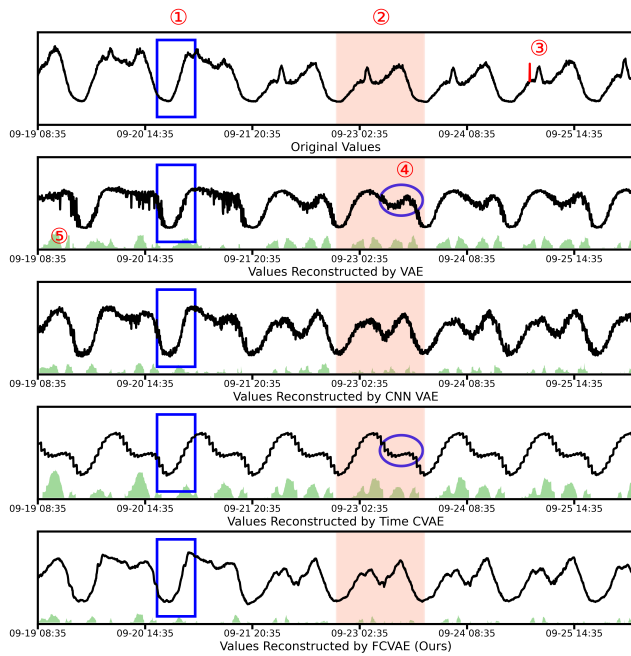 ① ②
③
09-19 08:35 09-20 14:35 09-21 20:35 09-23 02:35 09-24 08:35 09-25 14:35
Original Values
④
⑤
09-19 08:35 09-20 14:35 09-21 20:35 09-23 02:35 09-24 08:35 09-25 14:35
Values Reconstructed by VAE
09-19 08:35 09-20 14:35 09-21 20:35 09-23 02:35 09-24 08:35 09-25 14:35
Values Reconstructed by CNN VAE
09-19 08:35 09-20 14:35 09-21 20:35 09-23 02:35 09-24 08:35 09-25 14:35
Values Reconstructed by Time CVAE
09-19 08:35 09-20 14:35 09-21 20:35 09-23 02:35 09-24 08:35 09-25 14:35
Values Reconstructed by FCVAE (Ours)